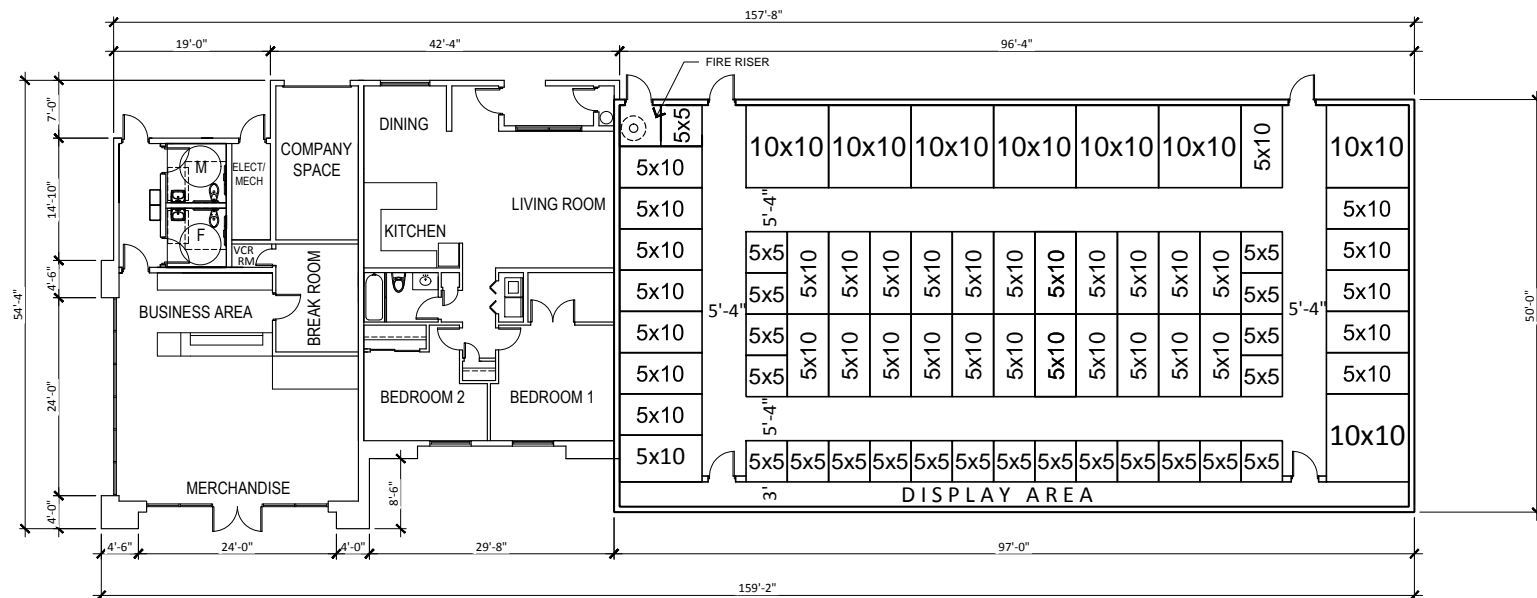 157'-8"
19'-0"
42'-4"
96'-4"
FIRE RISER
7'-0"
14'-10"
4'-6"
24'-0"
4'-0"
54'-4"
M
F
ELECT/
MECH
COMPANY
SPACE
VCR
RM
BREAK ROOM
BUSINESS AREA
MERCHANDISE
DINING
KITCHEN
LIVING ROOM
BEDROOM 2
BEDROOM 1
8'-6"
5x5
5x10
5x10
5x10
5x10
5x10
5x10
5x10
5x10
10x10 10x10 10x10 10x10 10x10 10x10 5x10
5'-4"
5x5 5x10 5x10 5x10 5x10 5x10 5x10 5x10 5x10 5x10 5x10 5x10 5x5
5x5 5x5
5'-4" 5'-4"
5x5 5x10 5x10 5x10 5x10 5x10 5x10 5x10 5x10 5x10 5x10 5x10 5x5
5x5 5x5
5'-4"
5x5 5x5 5x5 5x5 5x5 5x5 5x5 5x5 5x5 5x5 5x5 5x5 5x5
3'
DISPLAY AREA
10x10
5x10
5x10
5x10
5x10
5x10
10x10
50'-0"
4'-6"
24'-0"
4'-0"
29'-8"
97'-0"
159'-2"